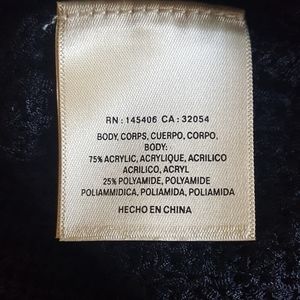 RN : 145406 CA : 32054
BODY, CORPS, CUERPO, CORPO,
BODY:
75% ACRYLIC, ACRYLIQUE, ACRILICO
ACRILICO, ACRYL
25% POLYAMIDE, POLYAMIDE
POLIAMMIDICA, POLIAMIDA, POLIAMIDA
HECHO EN CHINA